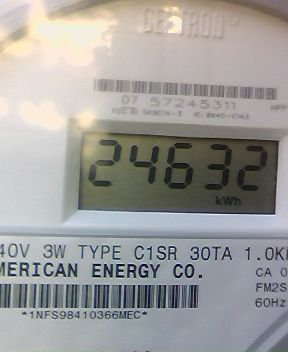 CENTRON®
07 57245311
24632
kWh
40V 3W TYPE C1SR 30TA 1.0K
MERICAN ENERGY CO.
CA 0
FM2S
60Hz
*1NFS98410366MEC*